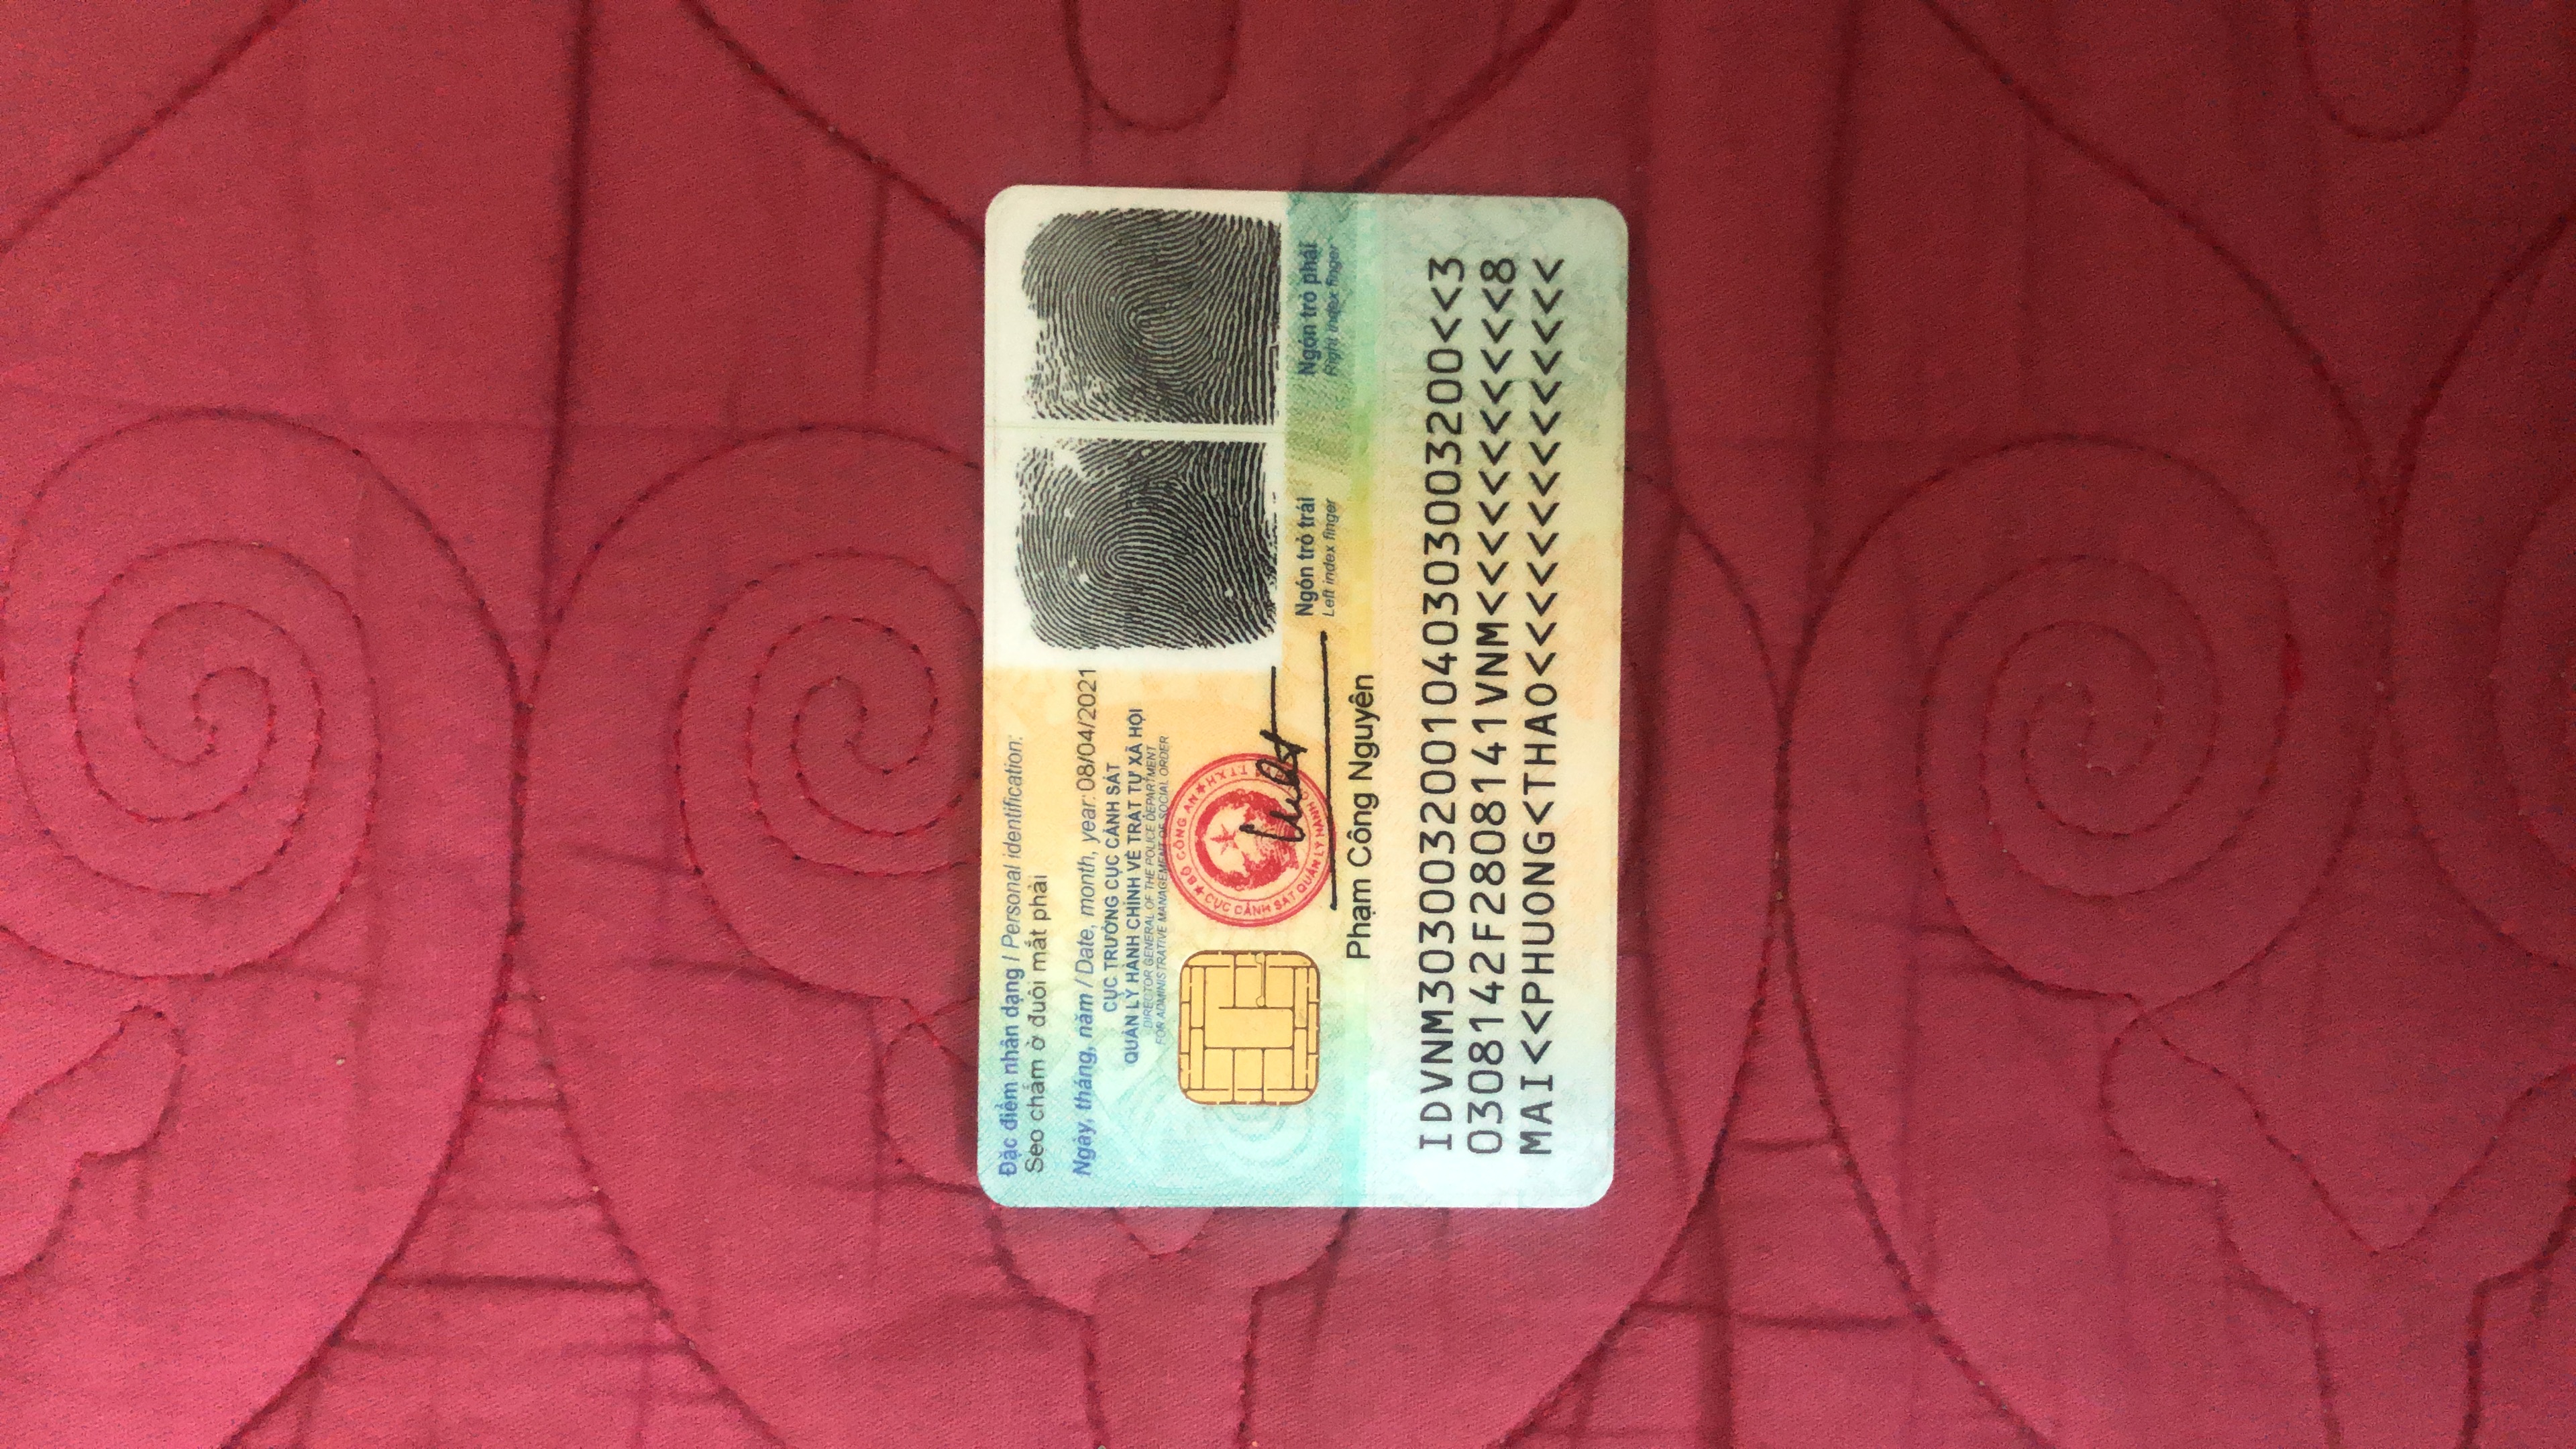 Đặc điểm nhân dạng / Personal identification:
Sẹo chấm ở đuôi mắt phải
Ngày, tháng, năm / Date, month, year: 08/04/2021
CỤC TRƯỞNG CỤC CẢNH SÁT
QUẢN LÝ HÀNH CHÍNH VỀ TRẬT TỰ XÃ HỘI
DIRECTOR GENERAL OF THE POLICE DEPARTMENT
FOR ADMINISTRATIVE MANAGEMENT OF SOCIAL ORDER
BỘ CÔNG AN
CỤC CẢNH SÁT QUẢN LÝ HÀNH
Phạm Công Nguyên
Ngón trỏ trái
Left index finger
Ngón trỏ phải
Right index finger
IDVNM3030032001040303003200<<3
0308142F2808141VNM<<<<<<<<<<<8
MAI<<PHUONG<THAO<<<<<<<<<<<<<<